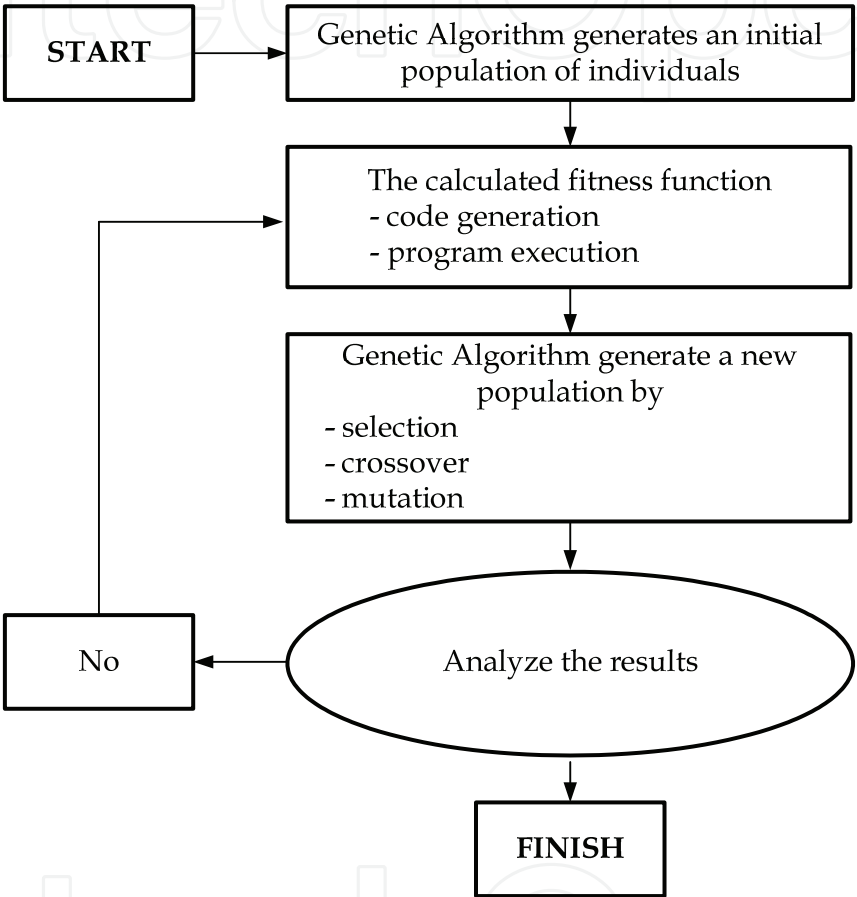 START
Genetic Algorithm generates an initial
population of individuals
The calculated fitness function
- code generation
- program execution
Genetic Algorithm generate a new
population by
- selection
- crossover
- mutation
Analyze the results
No
FINISH